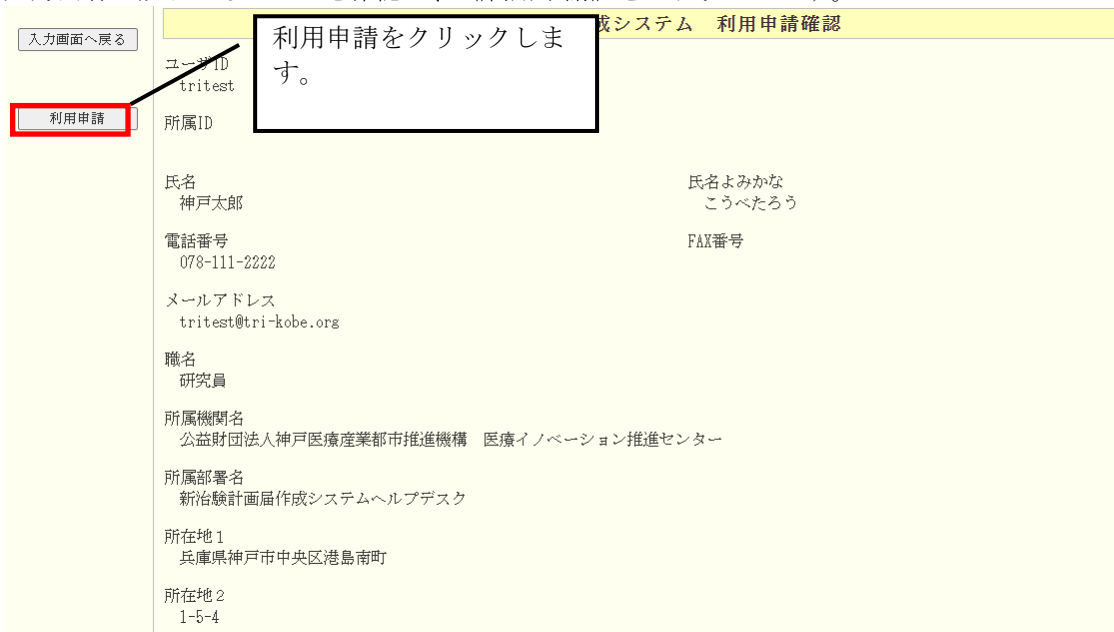 入力画面へ戻る
成システム 利用申請確認
利用申請をクリックしま
す。
利用申請
ユーザID
tritest
所属ID
氏名
神戸太郎
氏名よみかな
こうべたろう
電話番号
078-111-2222
FAX番号
メールアドレス
tritest@tri-kobe.org
職名
研究員
所属機関名
公益財団法人神戸医療産業都市推進機構 医療イノベーション推進センター
所属部署名
新治験計画届作成システムヘルプデスク
所在地1
兵庫県神戸市中央区港島南町
所在地2
1-5-4